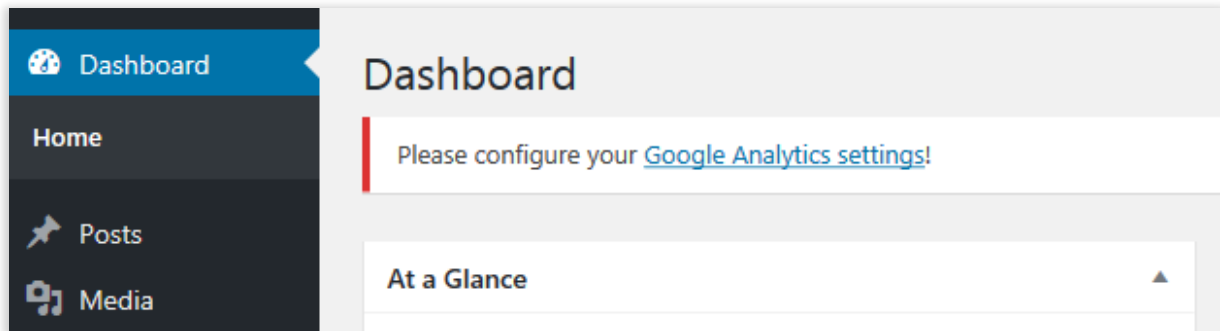 Dashboard
Home
Posts
Media
Dashboard
Please configure your Google Analytics settings!
At a Glance